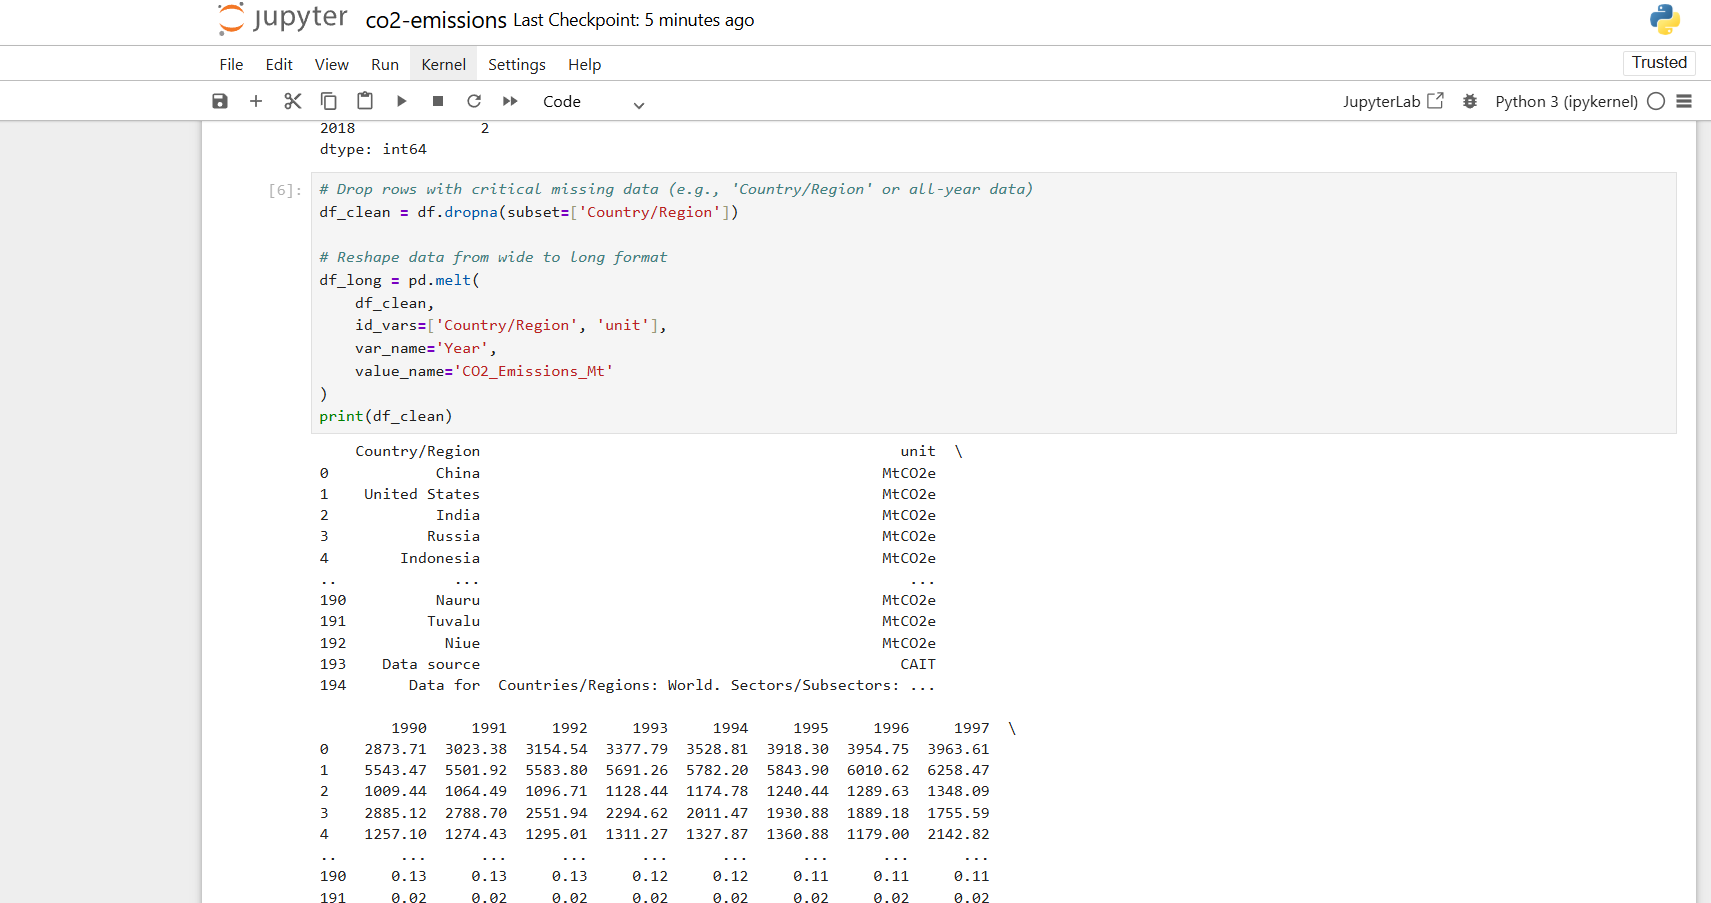 jupyter co2-emissions Last Checkpoint: 5 minutes ago
File Edit View Run Kernel Settings Help Trusted
Code JupyterLab Python 3 (ipykernel)
2018 2
dtype: int64
[6]: # Drop rows with critical missing data (e.g., 'Country/Region' or all-year data)
df_clean = df.dropna(subset=['Country/Region'])
# Reshape data from wide to long format
df_long = pd.melt(
df_clean,
id_vars=['Country/Region', 'unit'],
var_name='Year',
value_name='CO2_Emissions_Mt'
)
print(df_clean)
Country/Region unit \
0 China MtCO2e
1 United States MtCO2e
2 India MtCO2e
3 Russia MtCO2e
4 Indonesia MtCO2e
.. ... ...
190 Nauru MtCO2e
191 Tuvalu MtCO2e
192 Niue MtCO2e
193 Data source CAIT
194 Data for Countries/Regions: World. Sectors/Subsectors: ...
1990 1991 1992 1993 1994 1995 1996 1997 \
0 2873.71 3023.38 3154.54 3377.79 3528.81 3918.30 3954.75 3963.61
1 5543.47 5501.92 5583.80 5691.26 5782.20 5843.90 6010.62 6258.47
2 1009.44 1064.49 1096.71 1128.44 1174.78 1240.44 1289.63 1348.09
3 2885.12 2788.70 2551.94 2294.62 2011.47 1930.88 1889.18 1755.59
4 1257.10 1274.43 1295.01 1311.27 1327.87 1360.88 1179.00 2142.82
.. ... ... ... ... ... ... ... ...
190 0.13 0.13 0.13 0.12 0.12 0.11 0.11 0.11
191 0.02 0.02 0.02 0.02 0.02 0.02 0.02 0.02